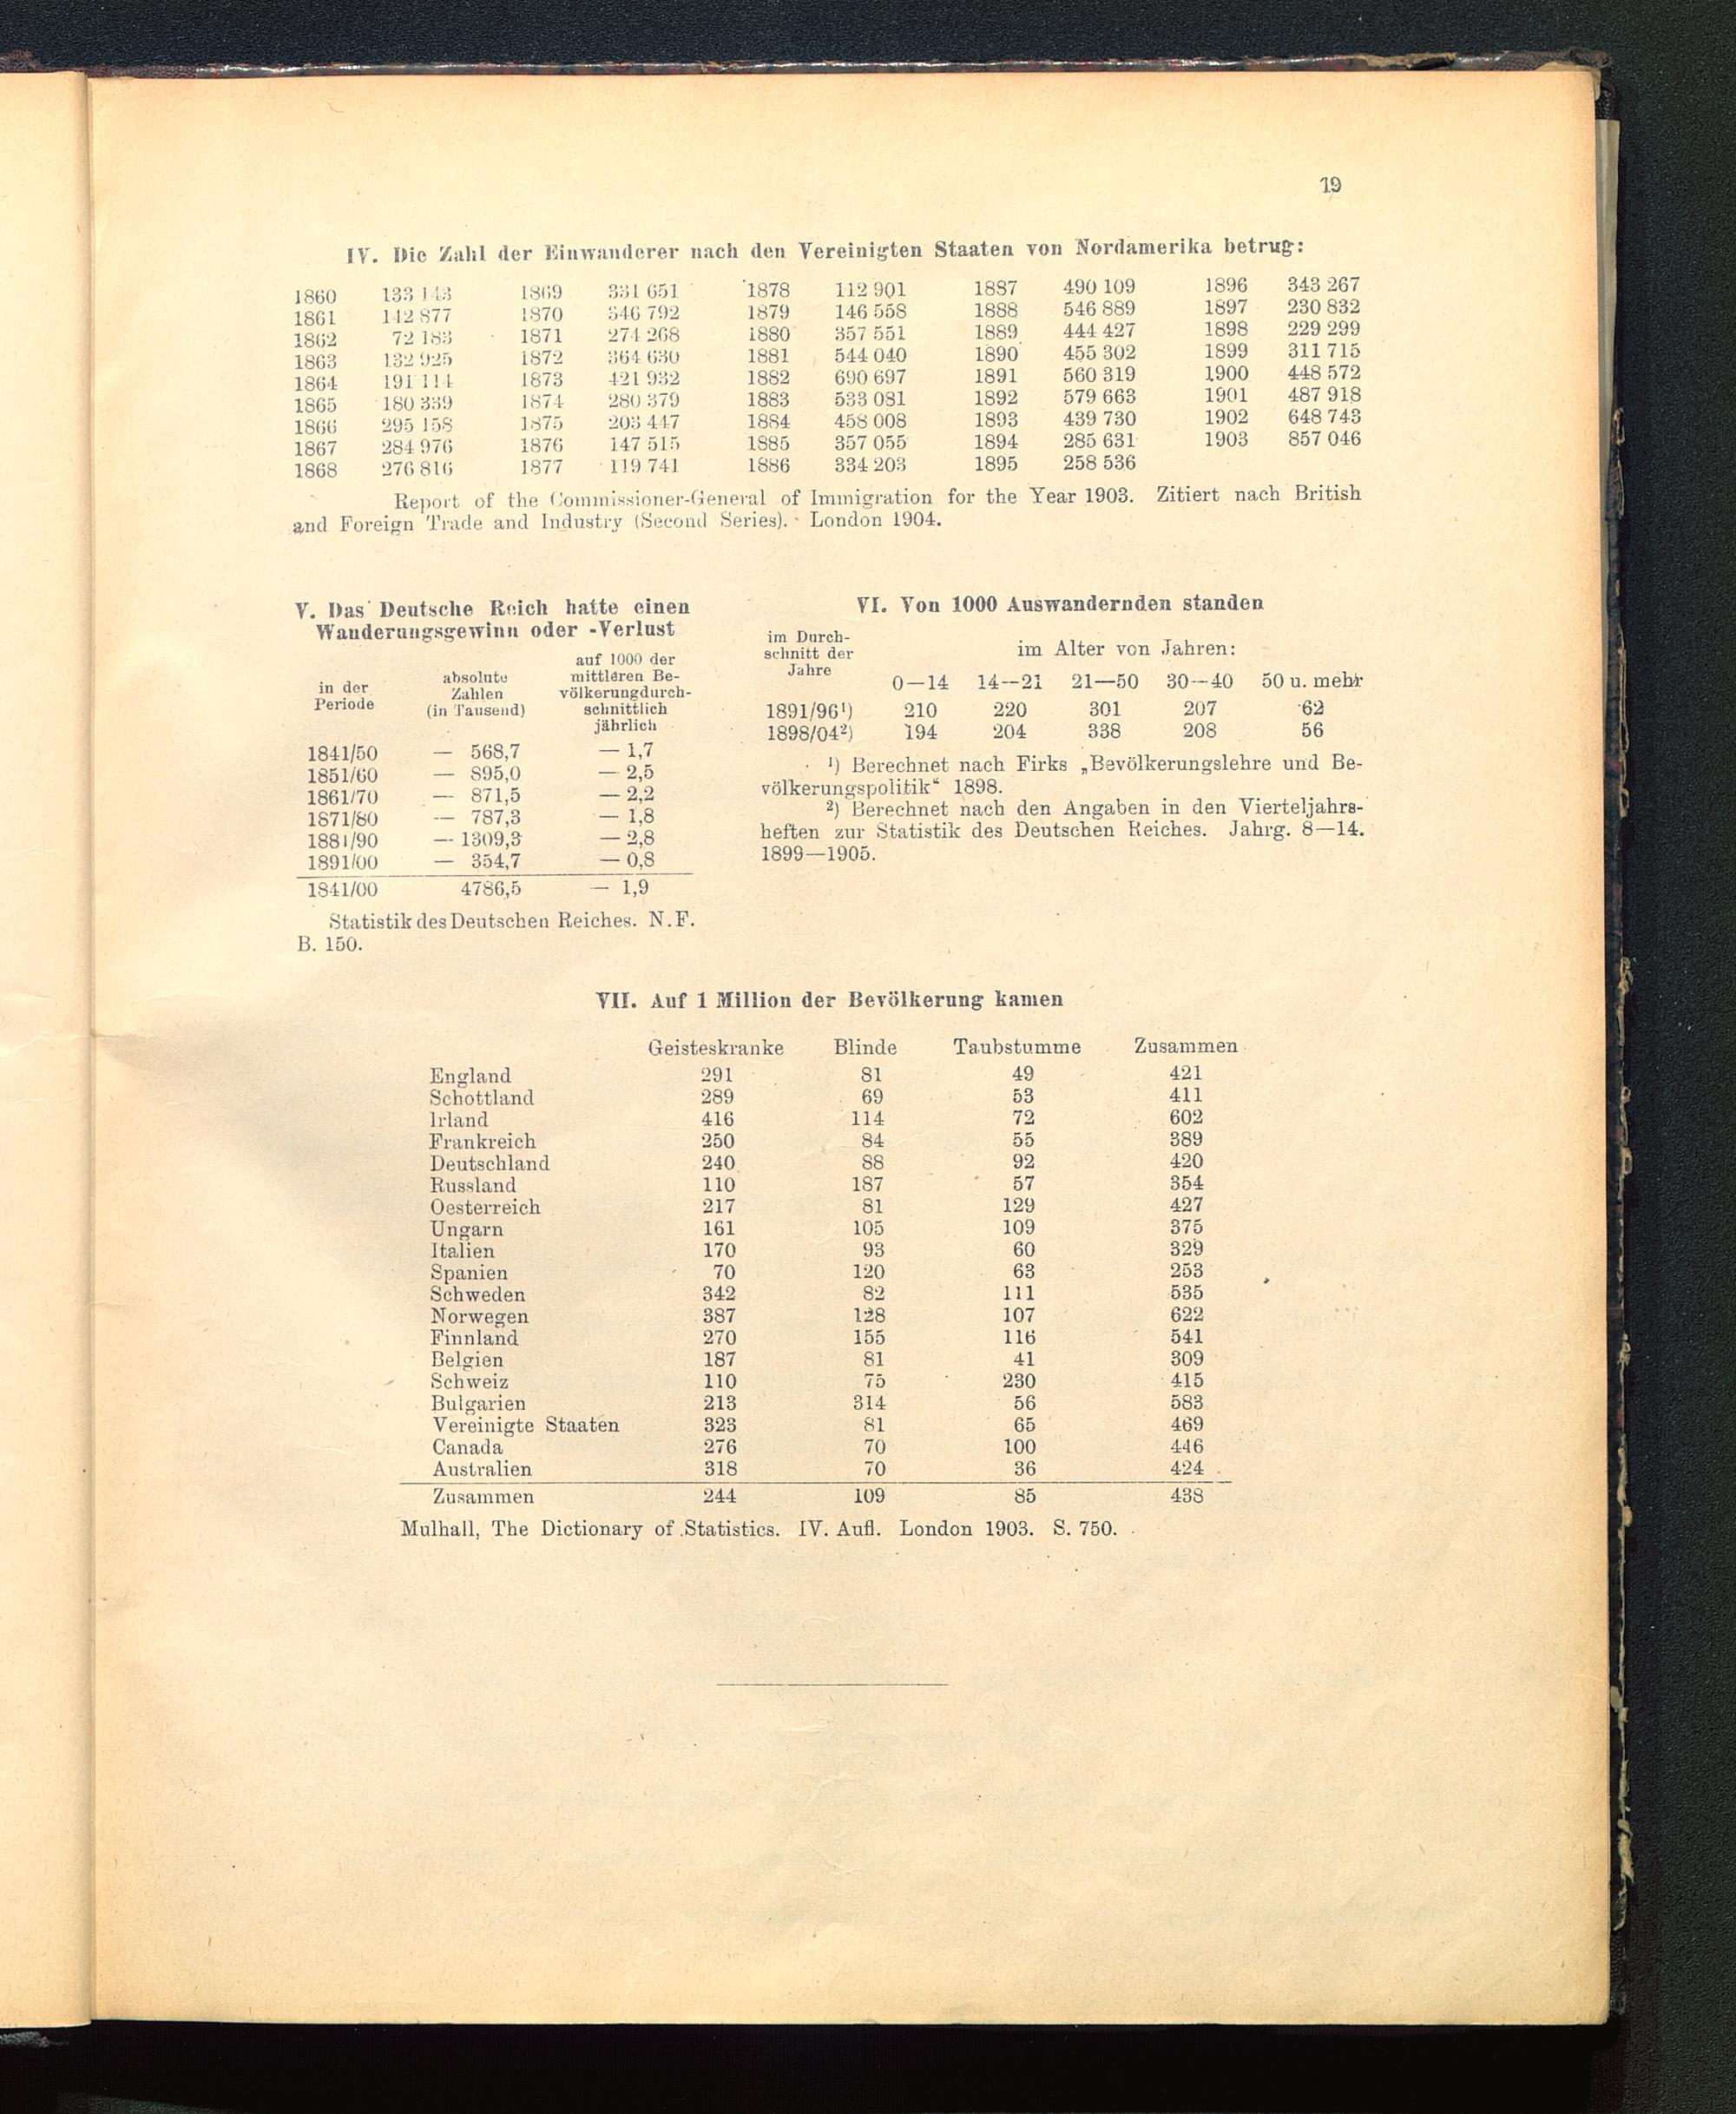 19
IV. Die Zahl der Einwanderer nach den Vereinigten Staaten von Nordamerika betrug:
1860 133 143 1869 331 651 1878 112 901 1887 490 109 1896 343 267
1861 142 877 1870 346 792 1879 146 558 1888 546 889 1897 230 832
1862 72 183 1871 274 268 1880 357 551 1889 444 427 1898 229 299
1863 132 925 1872 364 630 1881 544 040 1890 455 302 1899 311 715
1864 191 114 1873 421 932 1882 690 697 1891 560 319 1900 448 572
1865 180 339 1874 280 379 1883 533 081 1892 579 663 1901 487 918
1866 295 158 1875 203 447 1884 458 008 1893 439 730 1902 648 743
1867 284 976 1876 147 515 1885 357 055 1894 285 631 1903 857 046
1868 276 816 1877 119 741 1886 334 203 1895 258 536
Report of the Commissioner-General of Immigration for the Year 1903. Zitiert nach British
and Foreign Trade and Industry (Second Series). London 1904.
V. Das Deutsche Reich hatte einen
Wanderungsgewinn oder -Verlust
in der
Periode
absolute
Zahlen
(in Tausend)
auf 1000 der
mittleren Be-
völkerungdurch-
schnittlich
jährlich
1841/50 — 568,7 — 1,7
1851/60 — 895,0 — 2,5
1861/70 — 871,5 — 2,2
1871/80 — 787,3 — 1,8
1881/90 — 1309,3 — 2,8
1891/00 — 354,7 — 0,8
1841/00 4786,5 — 1,9
Statistik des Deutschen Reiches. N. F.
B. 150.
VI. Von 1000 Auswandernden standen
im Durch-
schnitt der
Jahre
im Alter von Jahren:
0—14 14—21 21—50 30—40 50 u. mehr
1891/96¹) 210 220 301 207 62
1898/04²) 194 204 338 208 56
¹) Berechnet nach Firks „Bevölkerungslehre und Be-
völkerungspolitik“ 1898.
²) Berechnet nach den Angaben in den Vierteljahrs-
heften zur Statistik des Deutschen Reiches. Jahrg. 8—14.
1899—1905.
VII. Auf 1 Million der Bevölkerung kamen
Geisteskranke Blinde Taubstumme Zusammen
England 291 81 49 421
Schottland 289 69 53 411
Irland 416 114 72 602
Frankreich 250 84 55 389
Deutschland 240 88 92 420
Russland 110 187 57 354
Oesterreich 217 81 129 427
Ungarn 161 105 109 375
Italien 170 93 60 329
Spanien 70 120 63 253
Schweden 342 82 111 535
Norwegen 387 128 107 622
Finnland 270 155 116 541
Belgien 187 81 41 309
Schweiz 110 75 230 415
Bulgarien 213 314 56 583
Vereinigte Staaten 323 81 65 469
Canada 276 70 100 446
Australien 318 70 36 424
Zusammen 244 109 85 438
Mulhall, The Dictionary of Statistics. IV. Aufl. London 1903. S. 750.